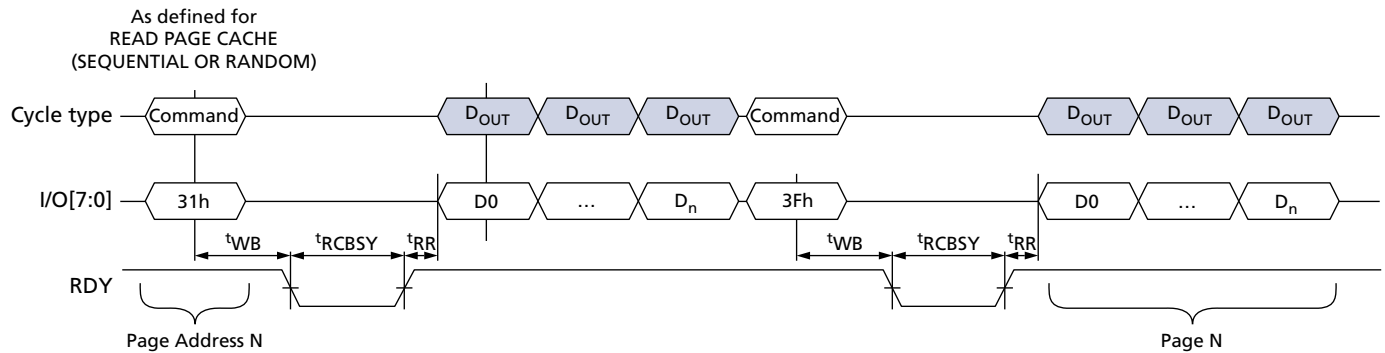 As defined for
READ PAGE CACHE
(SEQUENTIAL OR RANDOM)
Cycle type Command DOUT DOUT DOUT Command DOUT DOUT DOUT
I/O[7:0] 31h D0 … Dn 3Fh D0 … Dn
tWB tRCBSY tRR tWB tRCBSY tRR
RDY
Page Address N Page N